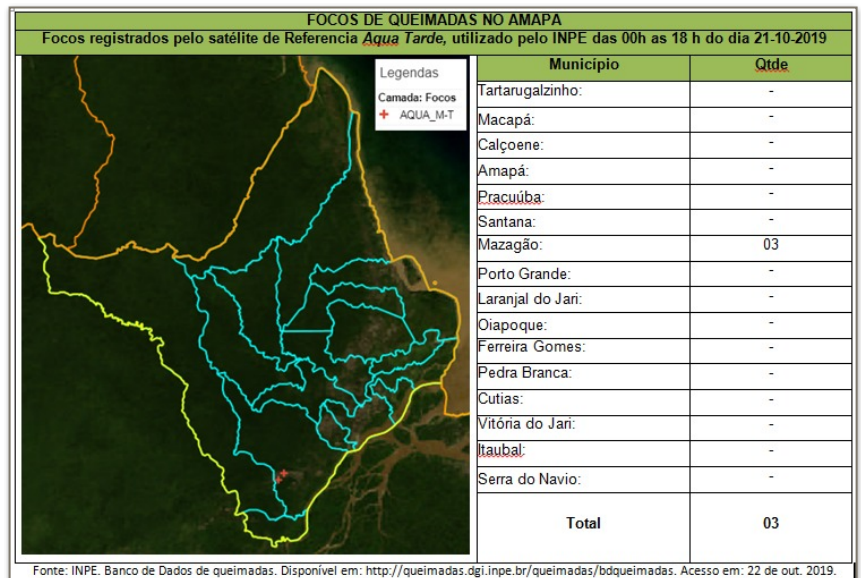 FOCOS DE QUEIMADAS NO AMAPA
Focos registrados pelo satélite de Referencia Aqua Tarde, utilizado pelo INPE das 00h as 18 h do dia 21-10-2019
Legendas
Camada: Focos
+ AQUA_M-T
Município Qtde
Tartarugalzinho: -
Macapá: -
Calçoene: -
Amapá: -
Pracuúba: -
Santana: -
Mazagão: 03
Porto Grande: -
Laranjal do Jari: -
Oiapoque: -
Ferreira Gomes: -
Pedra Branca: -
Cutias: -
Vitória do Jari: -
Itaubal: -
Serra do Navio: -
Total 03
Fonte: INPE. Banco de Dados de queimadas. Disponível em: http://queimadas.dgi.inpe.br/queimadas/bdqueimadas. Acesso em: 22 de out. 2019.